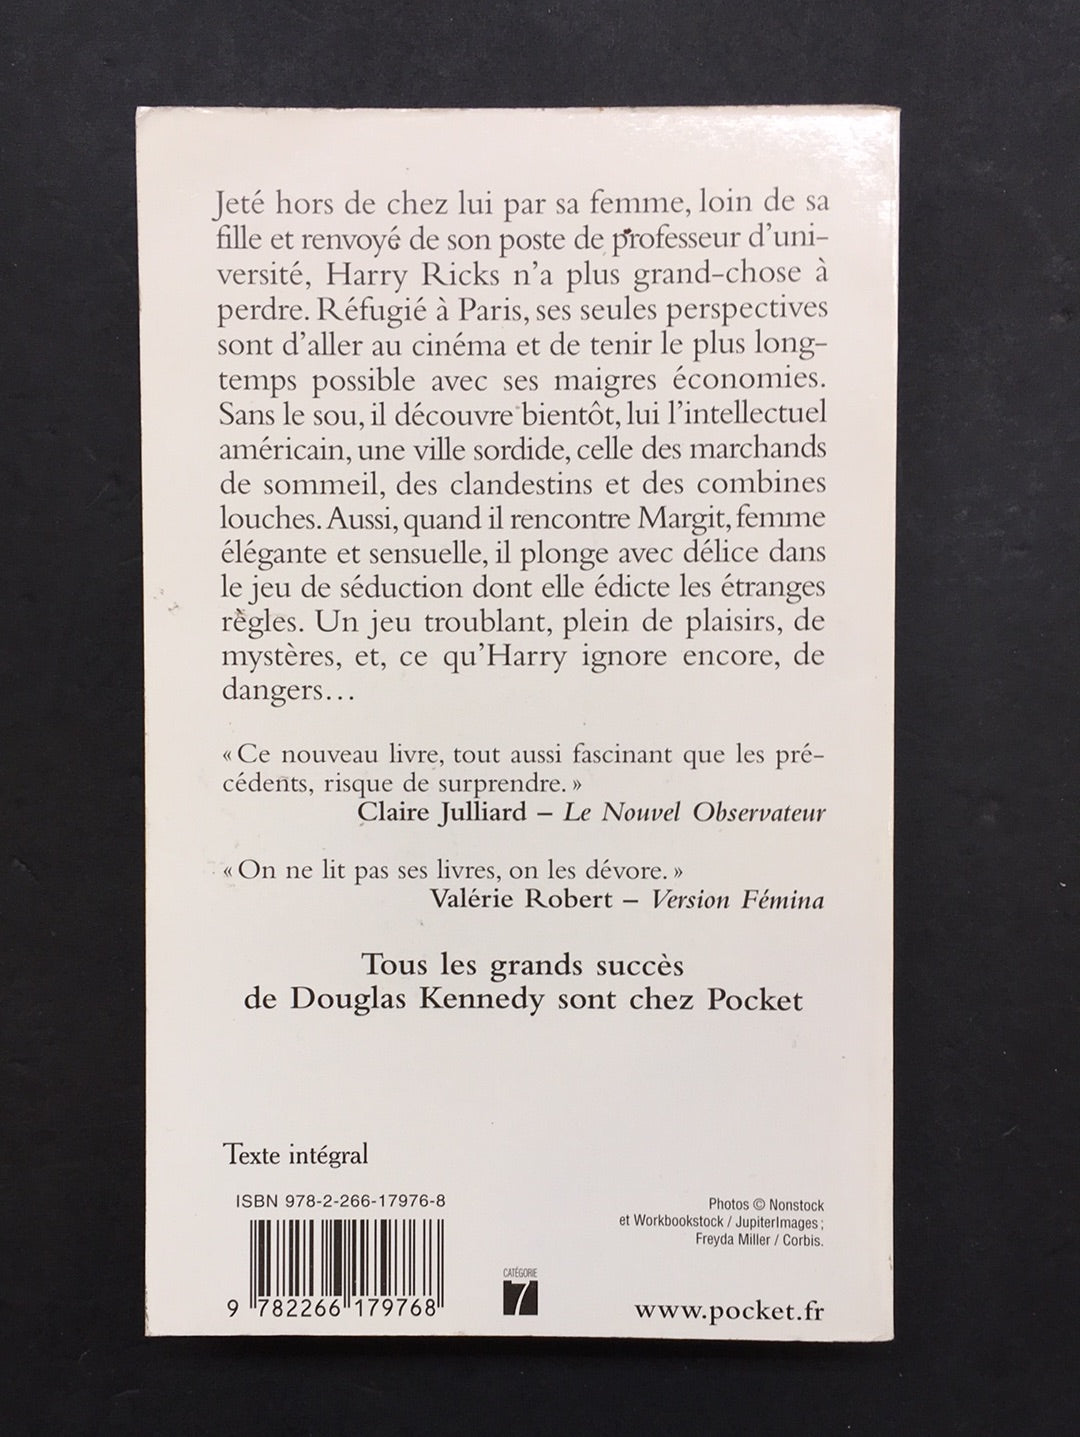 Jeté hors de chez lui par sa femme, loin de sa
fille et renvoyé de son poste de professeur d'uni-
versité, Harry Ricks n'a plus grand-chose à
perdre. Réfugié à Paris, ses seules perspectives
sont d'aller au cinéma et de tenir le plus long-
temps possible avec ses maigres économies.
Sans le sou, il découvre bientôt, lui l'intellectuel
américain, une ville sordide, celle des marchands
de sommeil, des clandestins et des combines
louches. Aussi, quand il rencontre Margit, femme
élégante et sensuelle, il plonge avec délice dans
le jeu de séduction dont elle édicte les étranges
règles. Un jeu troublant, plein de plaisirs, de
mystères, et, ce qu'Harry ignore encore, de
dangers...
« Ce nouveau livre, tout aussi fascinant que les pré-
cédents, risque de surprendre. »
Claire Julliard – Le Nouvel Observateur
« On ne lit pas ses livres, on les dévore. »
Valérie Robert – Version Fémina
Tous les grands succès
de Douglas Kennedy sont chez Pocket
Texte intégral
ISBN 978-2-266-17976-8
9 782266 179768
CATÉGORIE
7
Photos © Nonstock
et Workbookstock / JupiterImages ;
Freyda Miller / Corbis.
www.pocket.fr